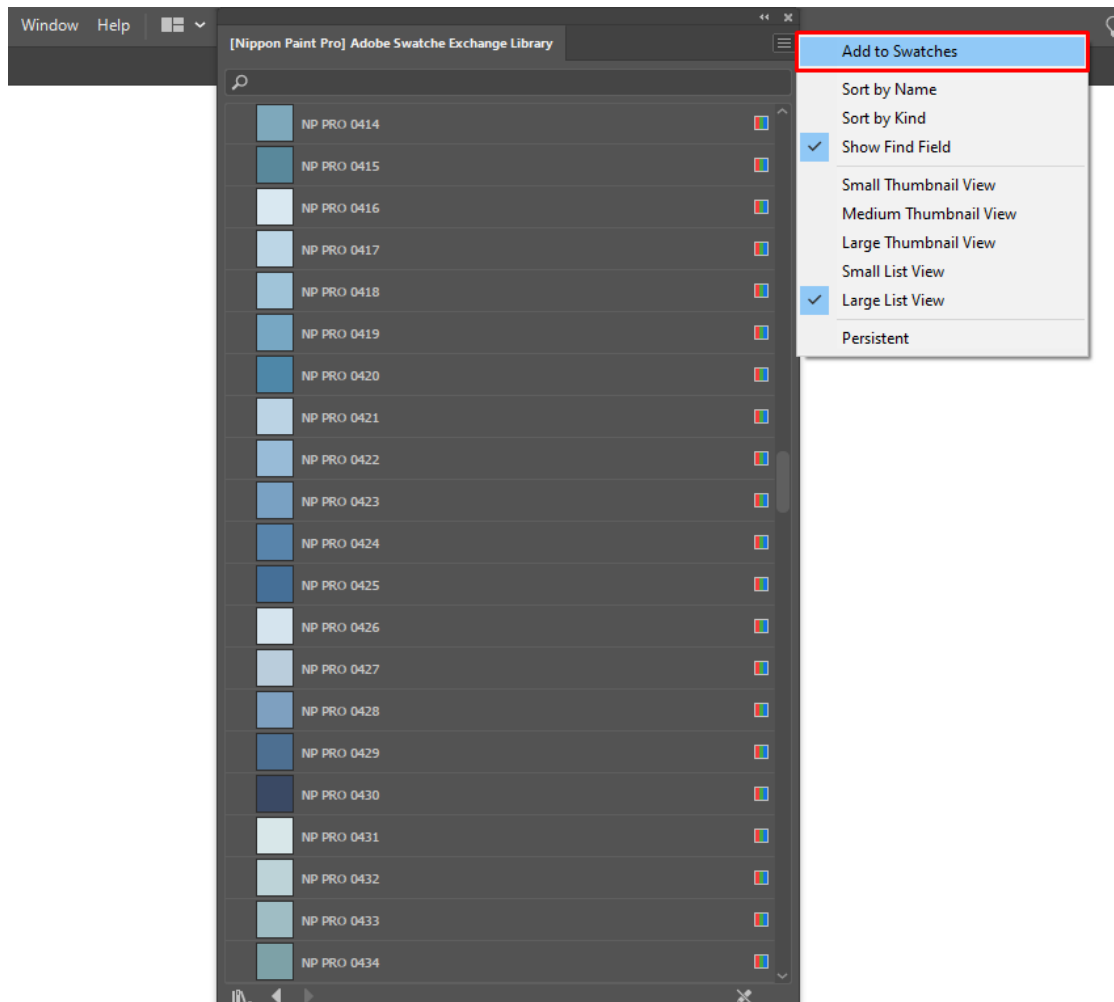 Window Help
[Nippon Paint Pro] Adobe Swatche Exchange Library
Add to Swatches
Sort by Name
Sort by Kind
Show Find Field
Small Thumbnail View
Medium Thumbnail View
Large Thumbnail View
Small List View
Large List View
Persistent
NP PRO 0414
NP PRO 0415
NP PRO 0416
NP PRO 0417
NP PRO 0418
NP PRO 0419
NP PRO 0420
NP PRO 0421
NP PRO 0422
NP PRO 0423
NP PRO 0424
NP PRO 0425
NP PRO 0426
NP PRO 0427
NP PRO 0428
NP PRO 0429
NP PRO 0430
NP PRO 0431
NP PRO 0432
NP PRO 0433
NP PRO 0434